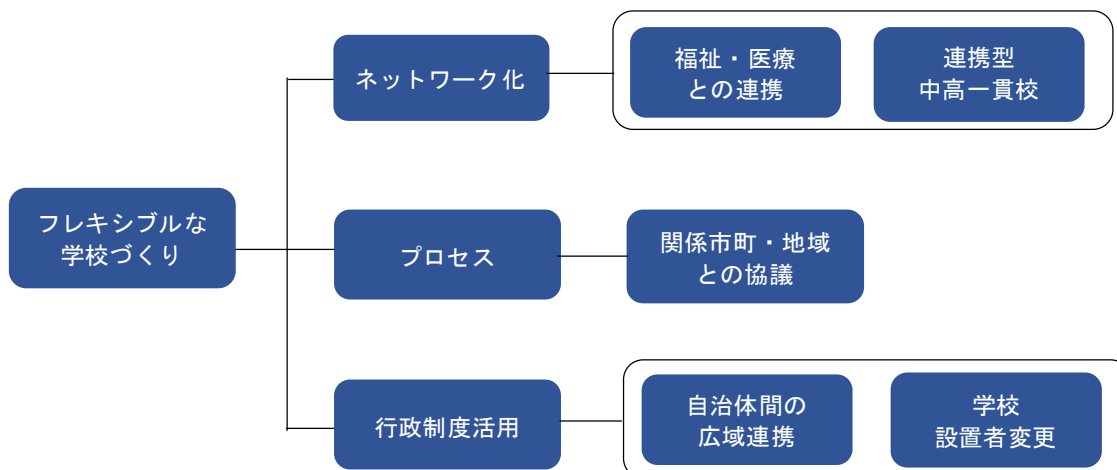 フレキシブルな
学校づくり
ネットワーク化
福祉・医療
との連携
連携型
中高一貫校
プロセス
関係市町・地域
との協議
行政制度活用
自治体間の
広域連携
学校
設置者変更